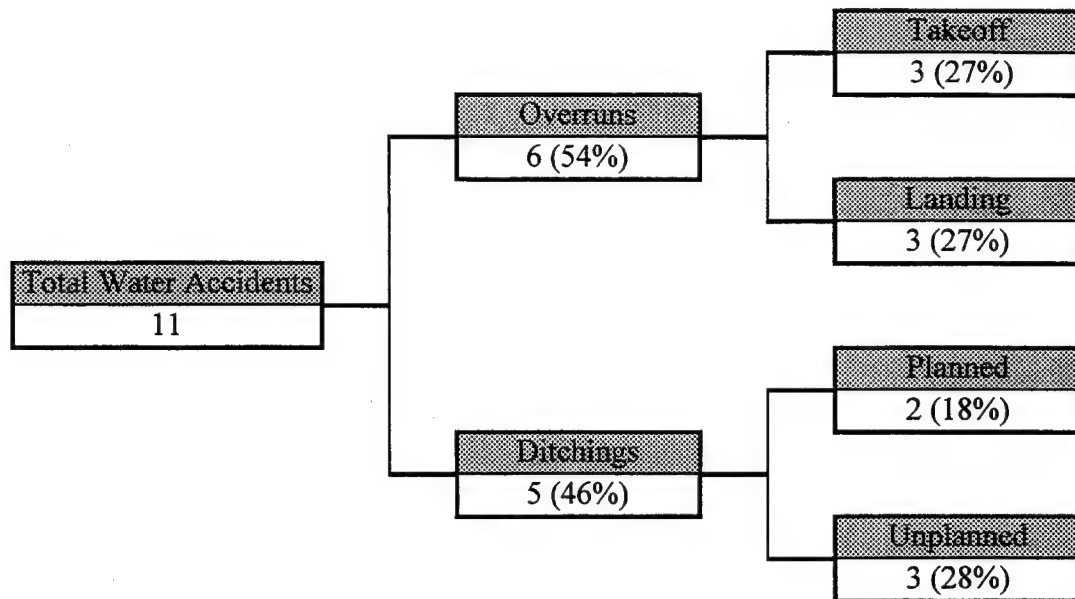 Total Water Accidents
11
Overruns
6 (54%)
Takeoff
3 (27%)
Landing
3 (27%)
Ditchings
5 (46%)
Planned
2 (18%)
Unplanned
3 (28%)